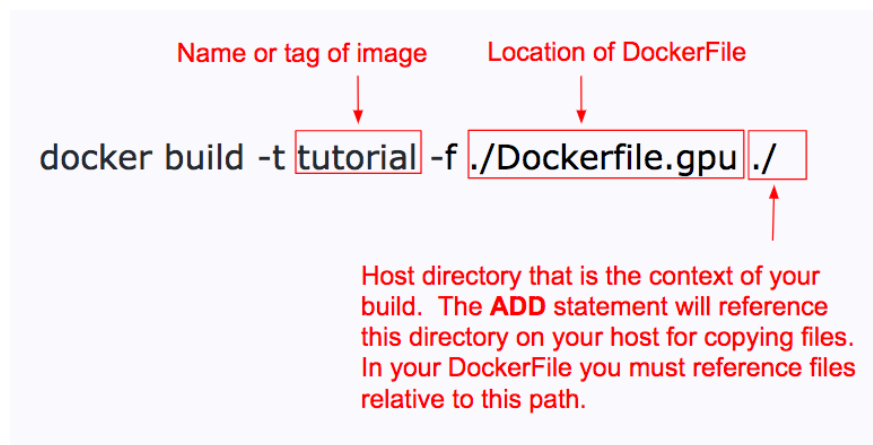 Name or tag of image
Location of DockerFile
docker build -t tutorial -f ./Dockerfile.gpu ./
Host directory that is the context of your
build.  The ADD statement will reference
this directory on your host for copying files.
In your DockerFile you must reference files
relative to this path.